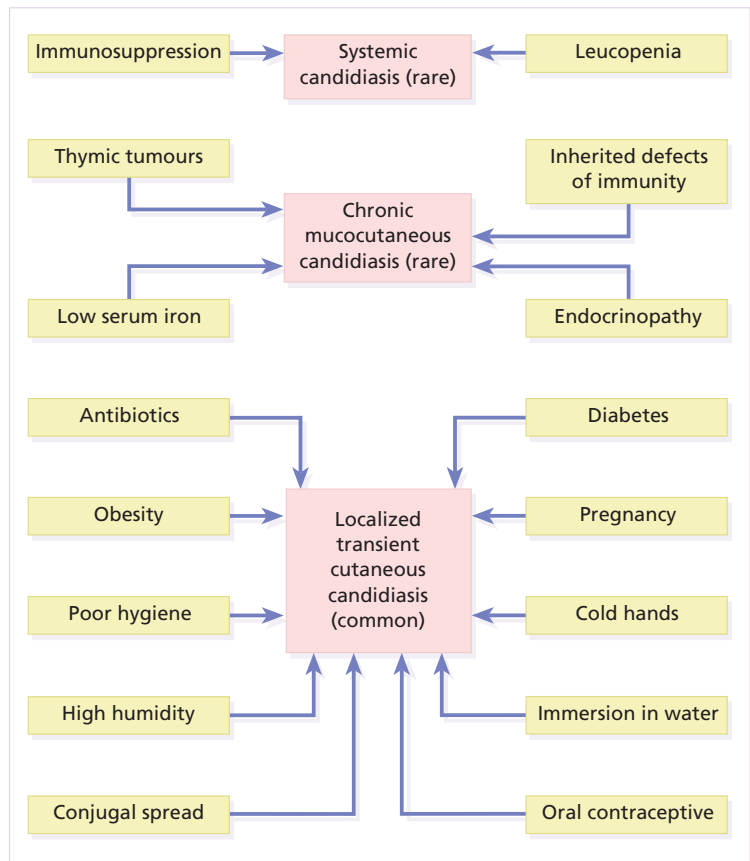 Immunosuppression
Systemic
candidiasis (rare)
Leucopenia
Thymic tumours
Inherited defects
of immunity
Chronic
mucocutaneous
candidiasis (rare)
Low serum iron
Endocrinopathy
Antibiotics
Diabetes
Obesity
Localized
transient
cutaneous
candidiasis
(common)
Pregnancy
Poor hygiene
Cold hands
High humidity
Immersion in water
Conjugal spread
Oral contraceptive